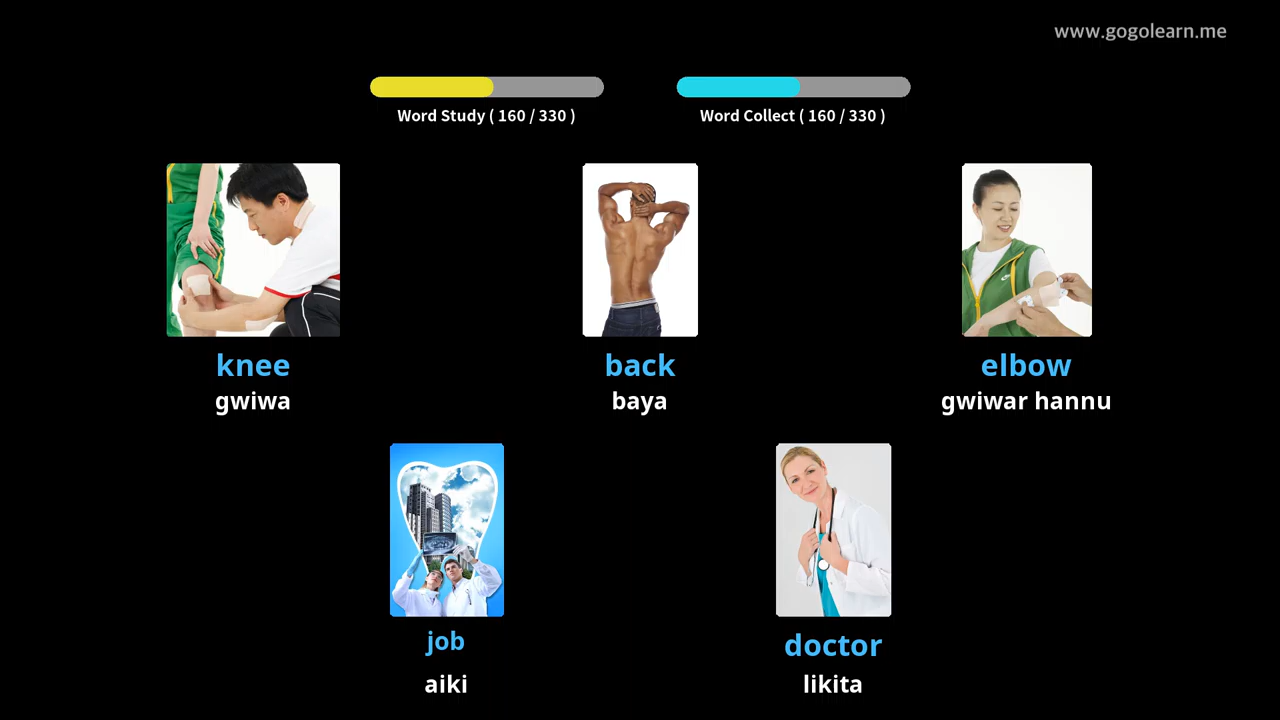 www.gogolearn.me
Word Study ( 160 / 330 )
Word Collect ( 160 / 330 )
knee
gwiwa
back
baya
elbow
gwiwar hannu
job
aiki
doctor
likita